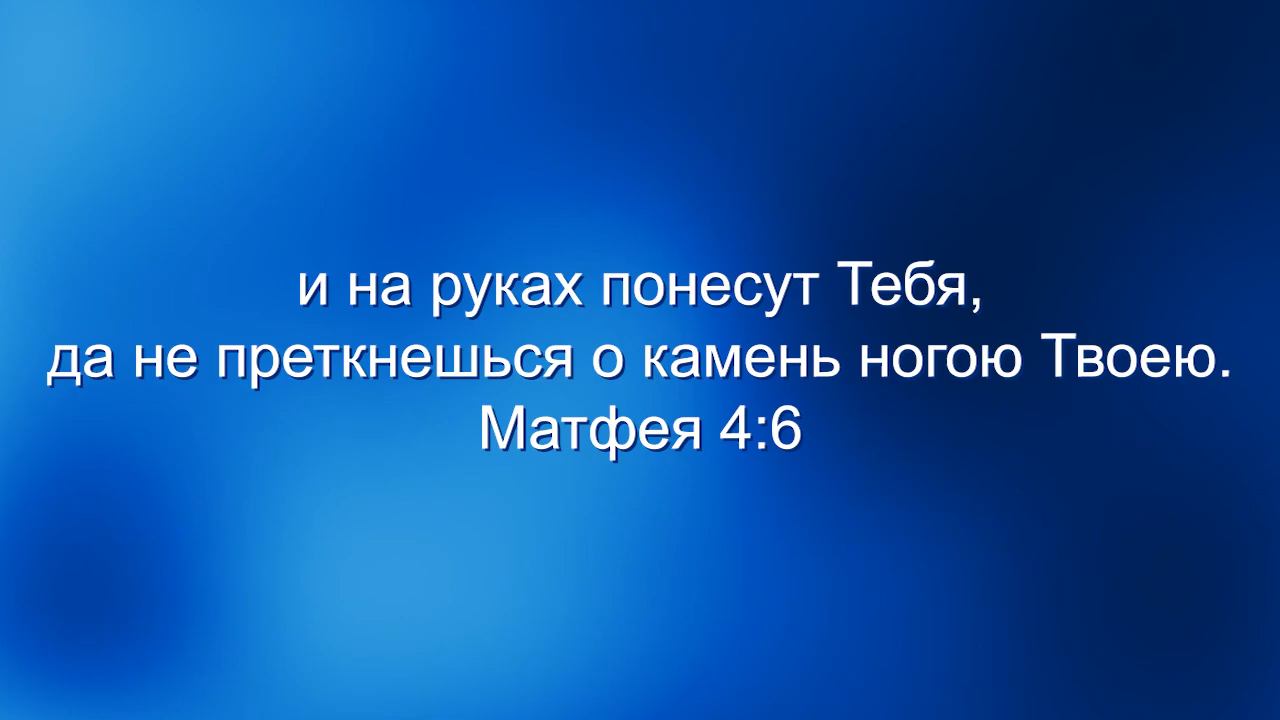 и на руках понесут Тебя,
да не преткнешься о камень ногою Твоею.
Матфея 4:6